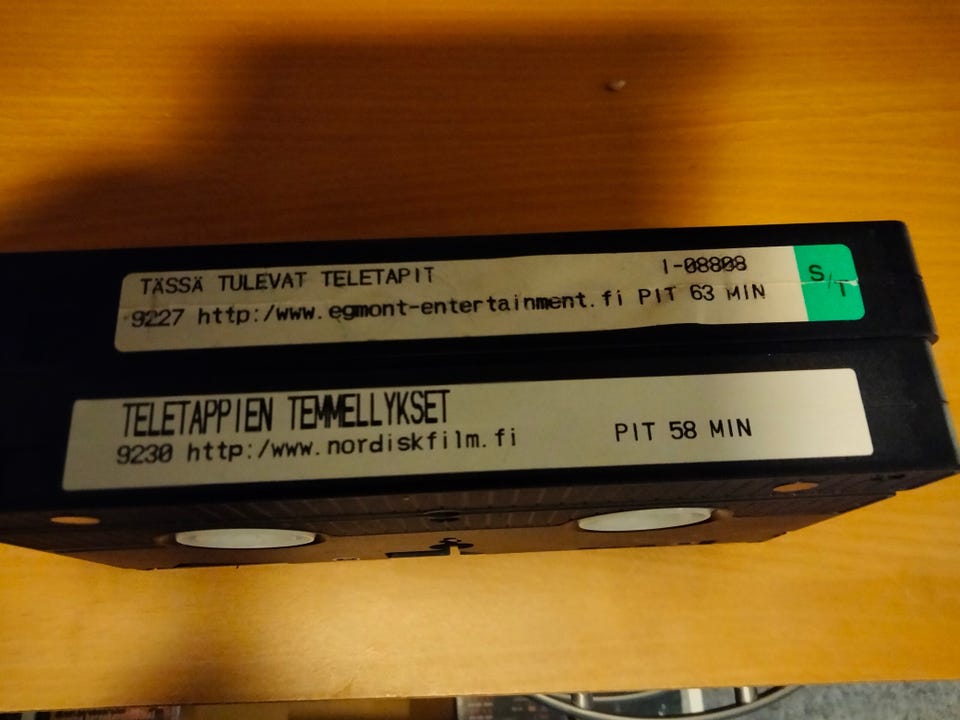 TÄSSÄ TULEVAT TELETAPIT I-08808
9227 http:/www.egmont-entertainment.fi PIT 63 MIN
S/T
TELETAPPIEN TEMMELLYKSET
9230 http:/www.nordiskfilm.fi PIT 58 MIN